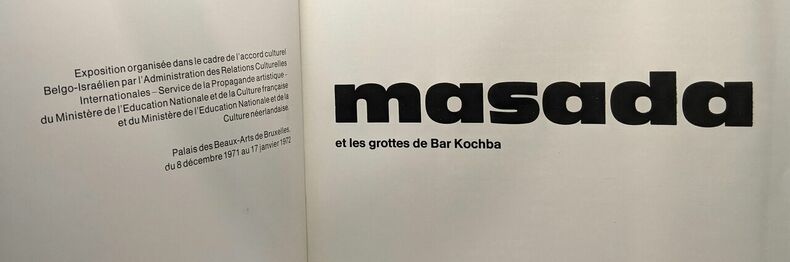 Exposition organisée dans le cadre de l'accord culturel
Belgo-Israélien par l'Administration des Relations Culturelles
Internationales – Service de la Propagande artistique -
du Ministère de l'Education Nationale et de la Culture française
et du Ministère de l'Education Nationale et de la
Culture néerlandaise.
Palais des Beaux-Arts de Bruxelles,
du 8 décembre 1971 au 17 janvier 1972
masada
et les grottes de Bar Kochba